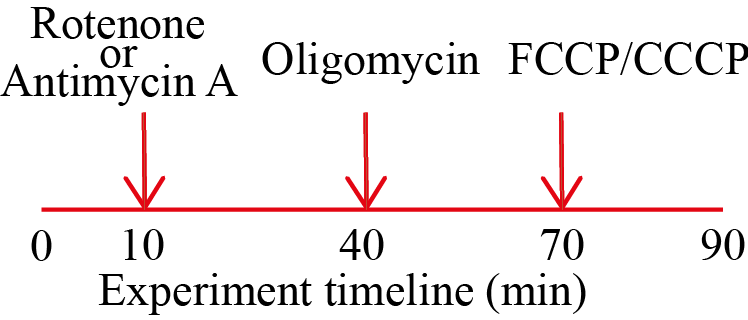 Rotenone
or
Antimycin A
Oligomycin
FCCP/CCCP
0 10 40 70 90
Experiment timeline (min)